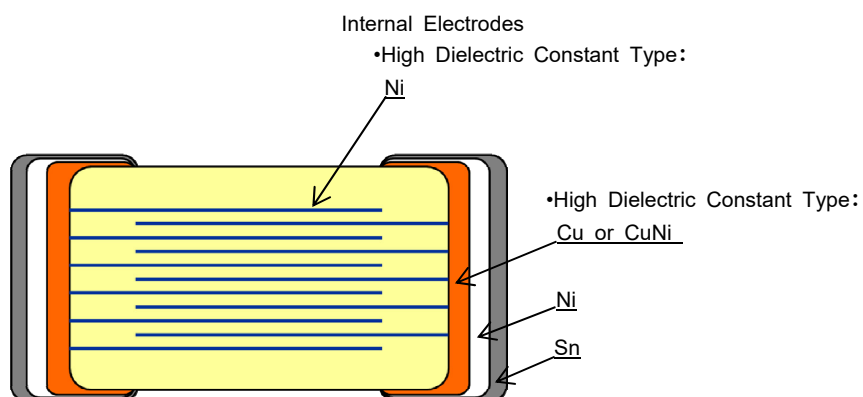 Internal Electrodes
•High Dielectric Constant Type:
Ni
•High Dielectric Constant Type:
Cu or CuNi
Ni
Sn